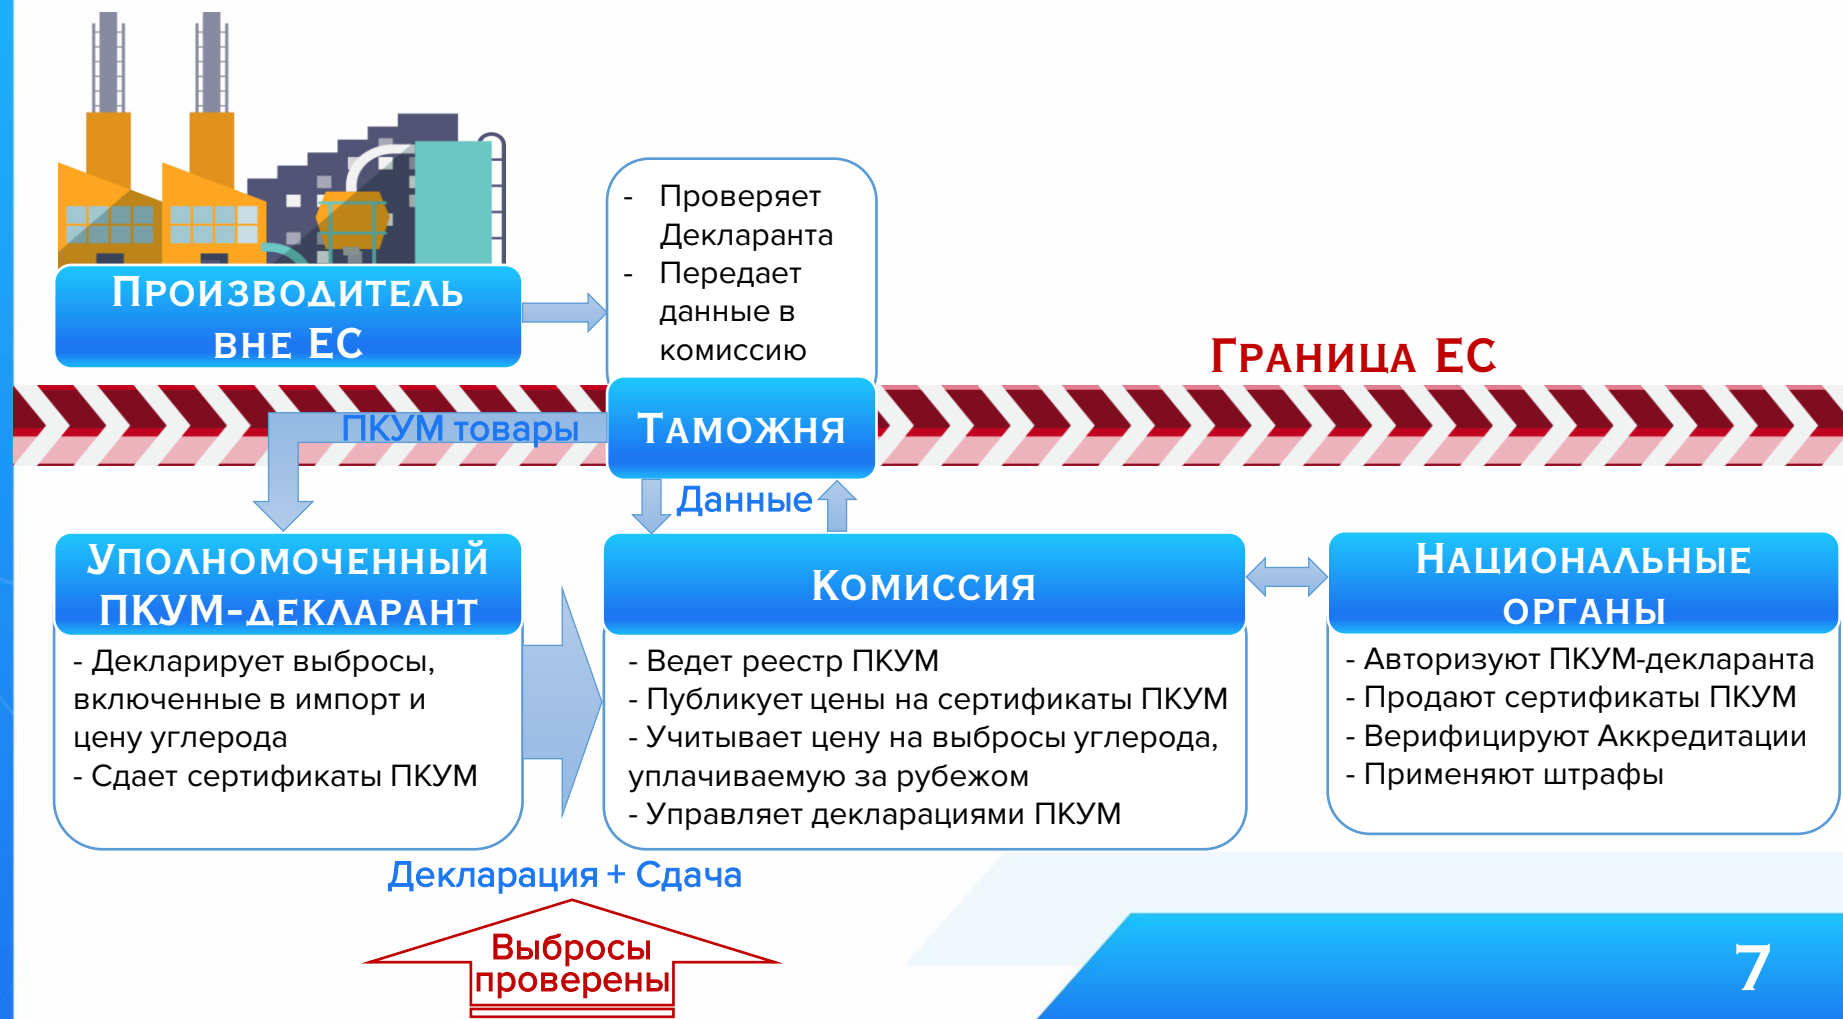 - Проверяет
Декларанта
- Передает
данные в
комиссию
Производитель
вне ЕС
Граница ЕС
ПКУМ товары
Таможня
Данные
Уполномоченный
ПКУМ-декларант
- Декларирует выбросы,
включенные в импорт и
цену углерода
- Сдает сертификаты ПКУМ
Комиссия
- Ведет реестр ПКУМ
- Публикует цены на сертификаты ПКУМ
- Учитывает цену на выбросы углерода,
уплачиваемую за рубежом
- Управляет декларациями ПКУМ
Национальные
органы
- Авторизуют ПКУМ-декларанта
- Продают сертификаты ПКУМ
- Верифицируют Аккредитации
- Применяют штрафы
Декларация + Сдача
Выбросы
проверены
7